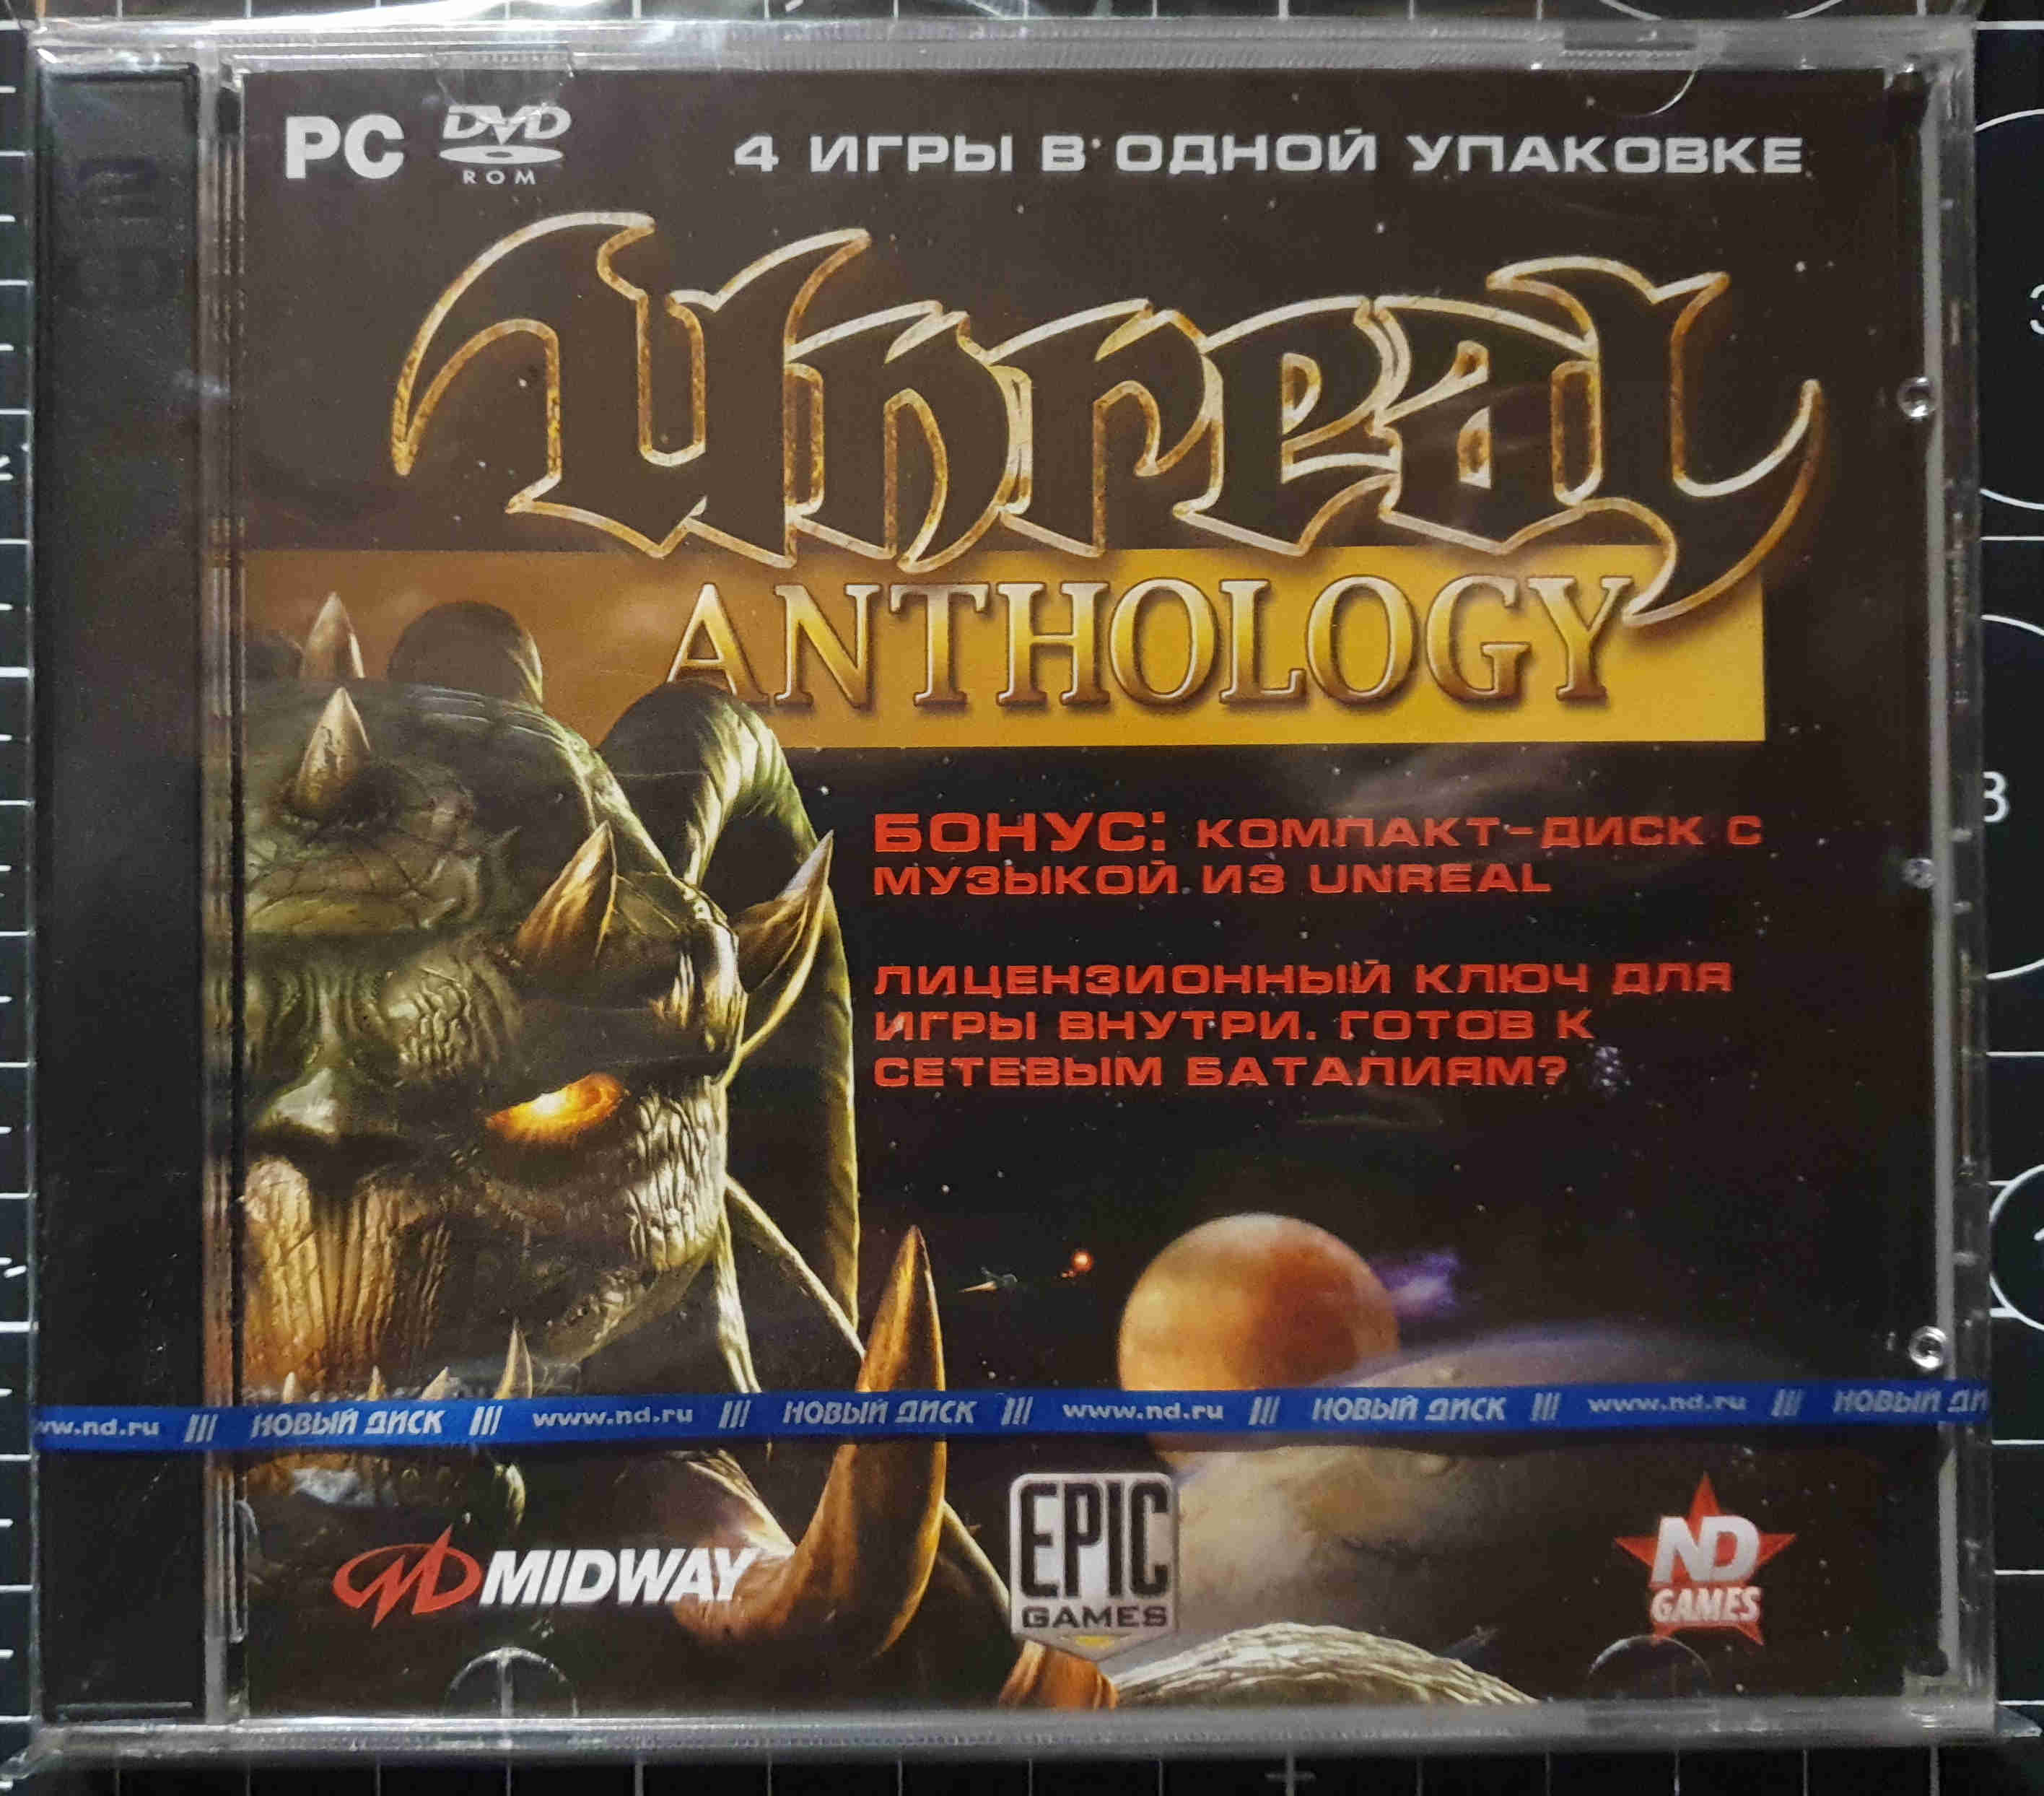 PC DVD ROM
4 ИГРЫ В ОДНОЙ УПАКОВКЕ
Unreal
ANTHOLOGY
БОНУС: КОМПАКТ-ДИСК С
МУЗЫКОЙ ИЗ UNREAL
ЛИЦЕНЗИОННЫЙ КЛЮЧ ДЛЯ
ИГРЫ ВНУТРИ. ГОТОВ К
СЕТЕВЫМ БАТАЛИЯМ?
ww.nd.ru /// НОВЫЙ ДИСК /// www.nd.ru /// НОВЫЙ ДИСК /// www.nd.ru /// НОВЫЙ ДИСК /// www.nd.ru /// НОВЫЙ ДИ
MIDWAY
EPIC
GAMES
ND
GAMES